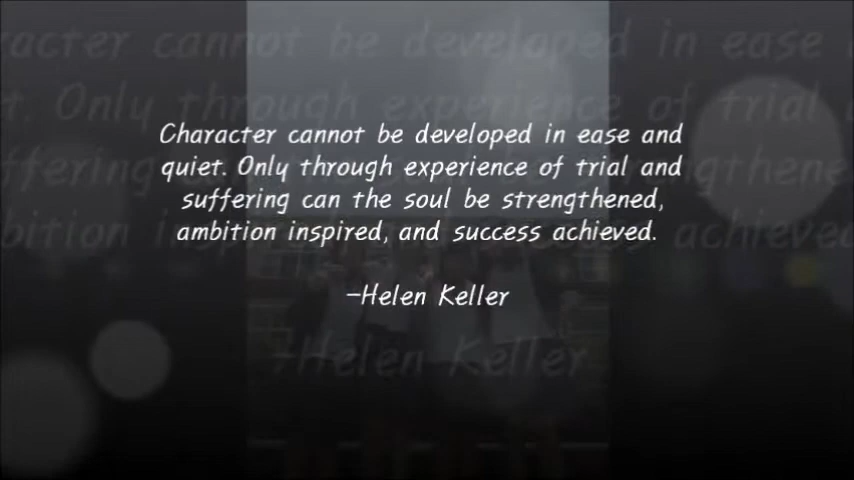 Character cannot be developed in ease and
quiet. Only through experience of trial and
suffering can the soul be strengthened,
ambition inspired, and success achieved.
-Helen Keller